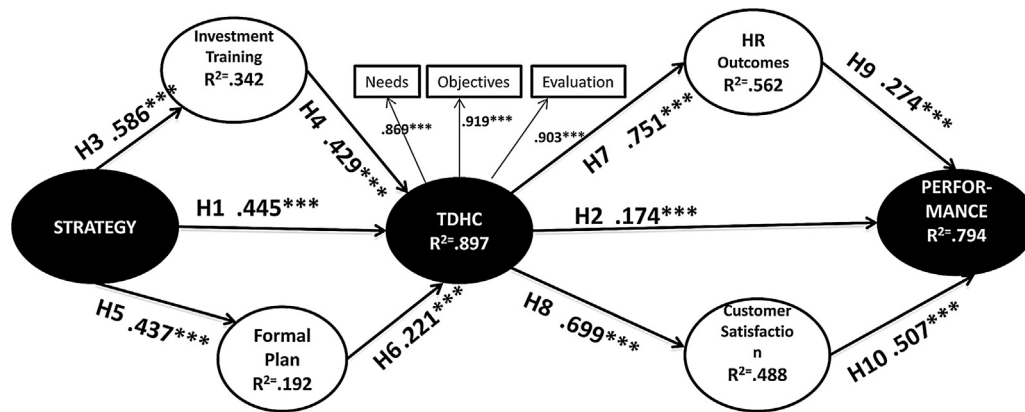 Investment
Training
R²=.342
HR
Outcomes
R²=.562
Needs
Objectives
Evaluation
H3 .586***
H4 .429***
.869***
.919***
.903***
H7 .751***
H9 .274***
STRATEGY
H1 .445***
TDHC
R²=.897
H2 .174***
PERFOR-
MANCE
R²=.794
H5 .437***
Formal
Plan
R²=.192
H6.221***
H8 .699***
Customer
Satisfactio
n
R²=.488
H10 .507***